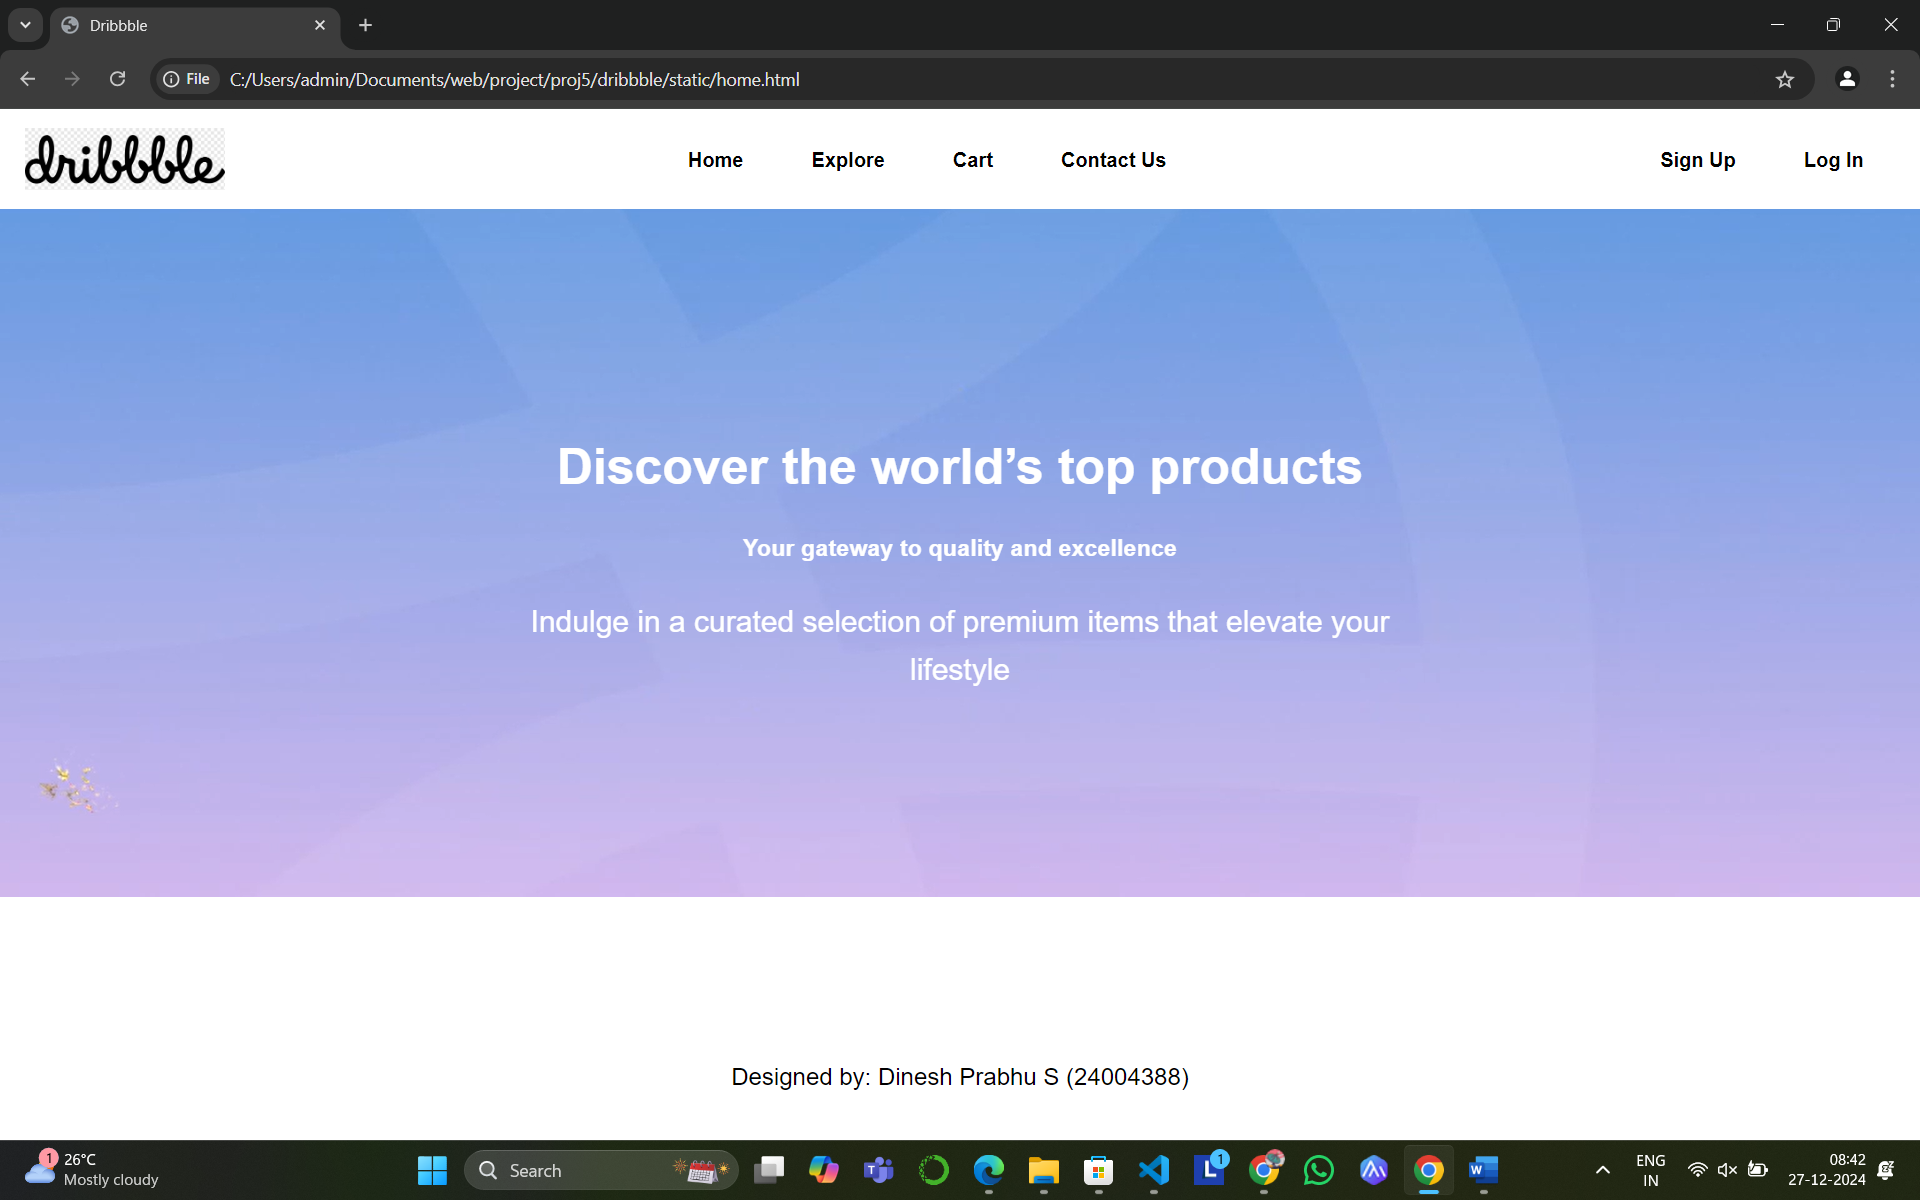 Dribbble
File
C:/Users/admin/Documents/web/project/proj5/dribbble/static/home.html
dribbble
Home
Explore
Cart
Contact Us
Sign Up
Log In
Discover the world’s top products
Your gateway to quality and excellence
Indulge in a curated selection of premium items that elevate your
lifestyle
Designed by: Dinesh Prabhu S (24004388)
1
26°C
Mostly cloudy
Search
T
L
1
W
ENG
IN
08:42
27-12-2024